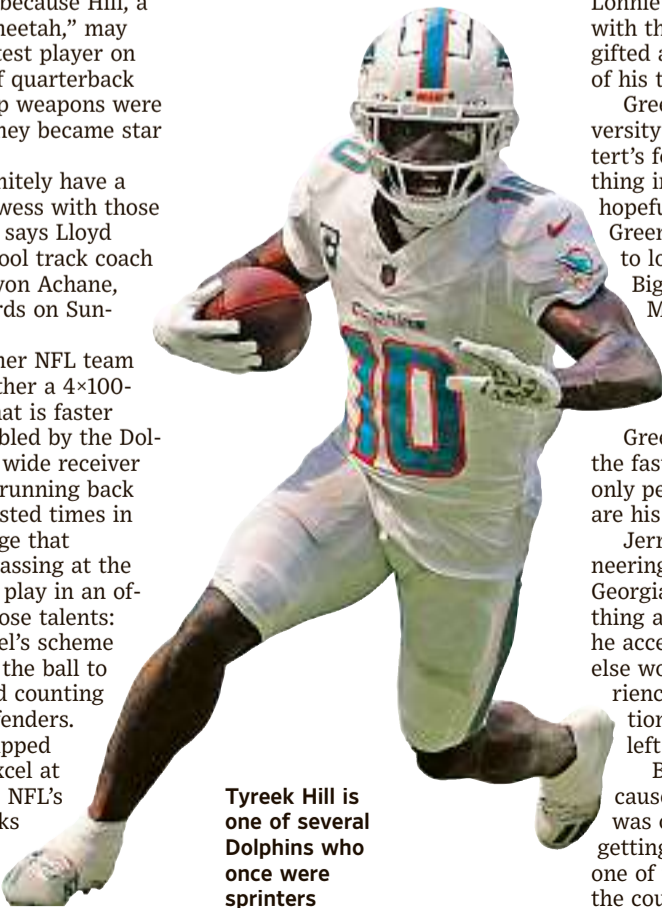 because Hill, a
heetah,” may
test player on
f quarterback
p weapons were
hey became star
nitely have a
wess with those
says Lloyd
ool track coach
von Achane,
rds on Sun-
her NFL team
ther a 4×100-
hat is faster
bled by the Dol-
wide receiver
running back
sted times in
ge that
assing at the
play in an of-
ose talents:
el’s scheme
the ball to
d counting
fenders.
pped
xcel at
NFL’s
ks
Dolphins
10
Tyreek Hill is
one of several
Dolphins who
once were
sprinters
Lonnie
with th
gifted a
of his t
Gree
versity
tert’s fo
thing in
hopefu
Green
to lo
Big
M
Gree
the fas
only pe
are his
Jerr
neering
Georgia
thing a
he acce
else wo
rienc
tion
left
B
cause
was o
getting
one of
the cou